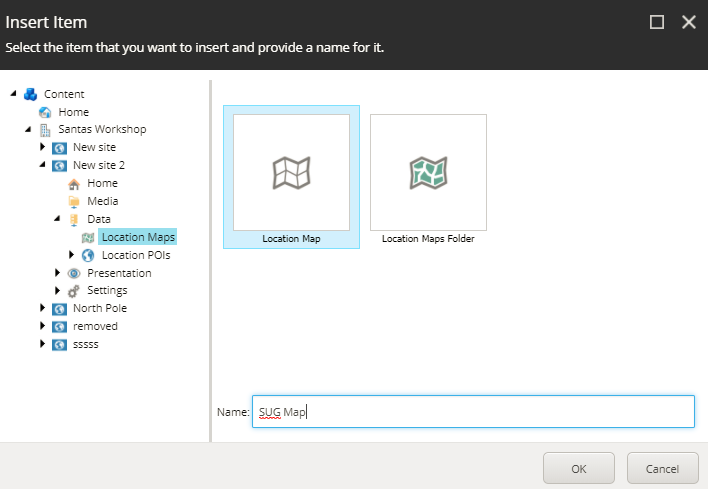 Insert Item
Select the item that you want to insert and provide a name for it.
Content
Home
Santas Workshop
New site
New site 2
Home
Media
Data
Location Maps
Location POIs
Presentation
Settings
North Pole
removed
sssss
Location Map
Location Maps Folder
Name: SUG Map
OK
Cancel